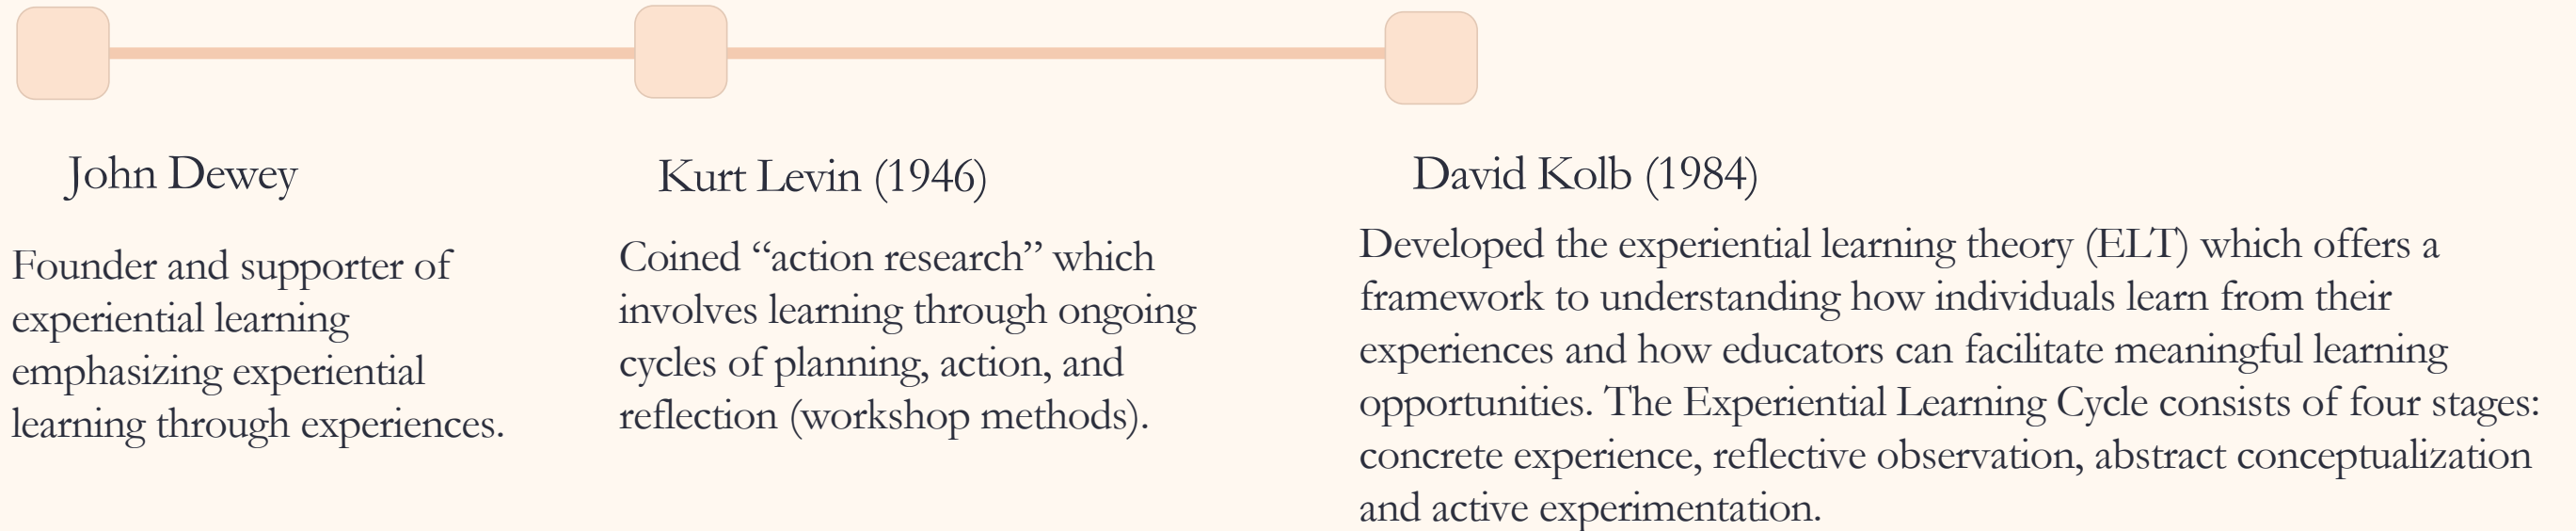 John Dewey
Founder and supporter of
experiential learning
emphasizing experiential
learning through experiences.
Kurt Levin (1946)
Coined “action research” which
involves learning through ongoing
cycles of planning, action, and
reflection (workshop methods).
David Kolb (1984)
Developed the experiential learning theory (ELT) which offers a
framework to understanding how individuals learn from their
experiences and how educators can facilitate meaningful learning
opportunities. The Experiential Learning Cycle consists of four stages:
concrete experience, reflective observation, abstract conceptualization
and active experimentation.